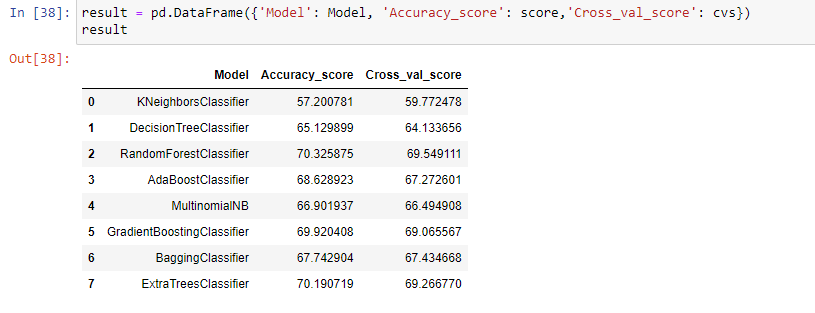 In [38]: result = pd.DataFrame({'Model': Model, 'Accuracy_score': score,'Cross_val_score': cvs})
result
Out[38]:
Model Accuracy_score Cross_val_score
0 KNeighborsClassifier 57.200781 59.772478
1 DecisionTreeClassifier 65.129899 64.133656
2 RandomForestClassifier 70.325875 69.549111
3 AdaBoostClassifier 68.628923 67.272601
4 MultinomialNB 66.901937 66.494908
5 GradientBoostingClassifier 69.920408 69.065567
6 BaggingClassifier 67.742904 67.434668
7 ExtraTreesClassifier 70.190719 69.266770